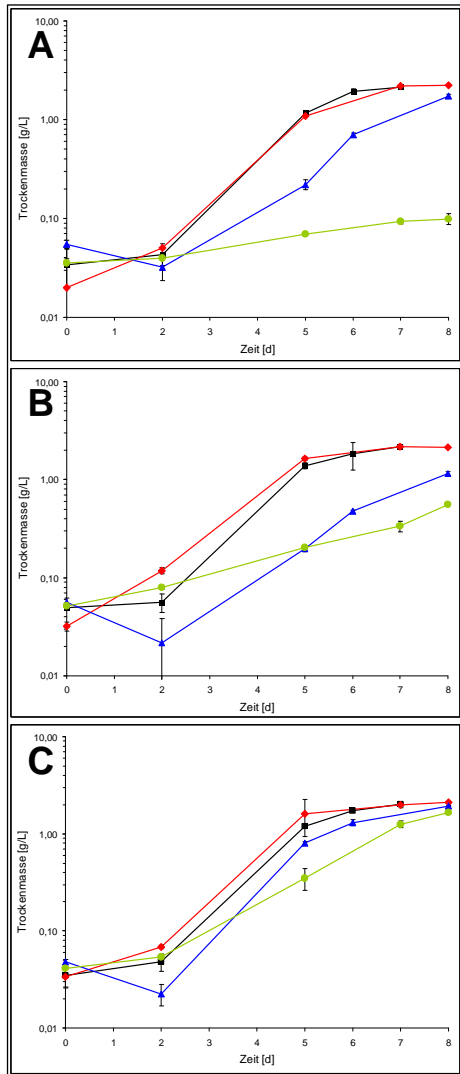 A
10,00
1,00
0,10
0,01
Trockenmasse [g/L]
0 1 2 3 4 5 6 7 8
Zeit [d]
B
10,00
1,00
0,10
0,01
Trockenmasse [g/L]
0 1 2 3 4 5 6 7 8
Zeit [d]
C
10,00
1,00
0,10
0,01
Trockenmasse [g/L]
0 1 2 3 4 5 6 7 8
Zeit [d]